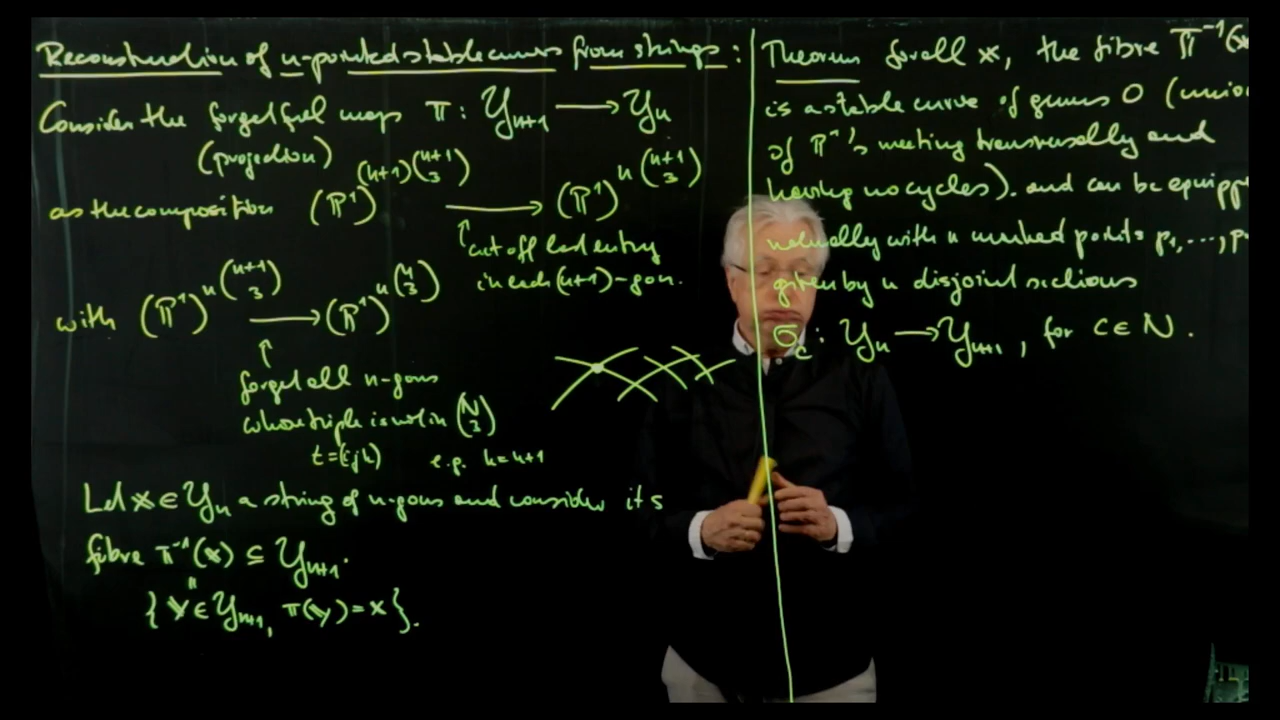 Reconstruction of n-pointed stable curves from strings :
Consider the forgetful map π : Y_{n+1} → Y_n
(projection)
as the composition (P^1)^{(n+1)\binom{n+1}{3}} → (P^1)^{n\binom{n+1}{3}}
↑ cut off last entry
in each (n+1)-gon.
with (P^1)^{n\binom{n+1}{3}} → (P^1)^{n\binom{n}{3}}
↑
forget all n-gons
whose triple is not in \binom{N}{3}
t=(ijk) e.g. k=n+1
Let x ∈ Y_n a string of n-gons and consider its
fibre π^{-1}(x) ⊆ Y_{n+1}.
"
{ y ∈ Y_{n+1}, π(y) = x }.
Theorem for all x, the fibre π^{-1}(x
is a stable curve of genus 0 (union
of P^1's meeting transversally and
having no cycles). and can be equipp
naturally with n marked points p_1, ..., p
given by n disjoint sections
σ_c : Y_n → Y_{n+1}, for c ∈ N.